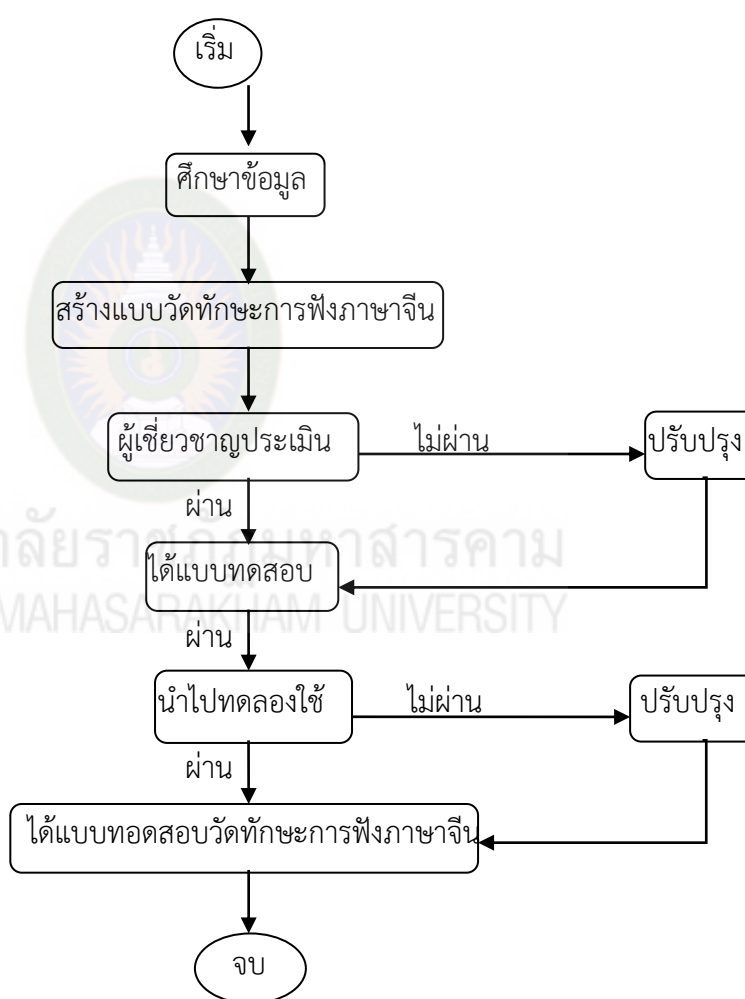 เริ่ม
ศึกษาข้อมูล
สร้างแบบวัดทักษะการฟังภาษาจีน
ผู้เชี่ยวชาญประเมิน ไม่ผ่าน ปรับปรุง
ผ่าน
ได้แบบทดสอบ
ผ่าน
นำไปทดลองใช้ ไม่ผ่าน ปรับปรุง
ผ่าน
ได้แบบทอดสอบวัดทักษะการฟังภาษาจีน
จบ
MAHASARAKHAM UNIVERSITY